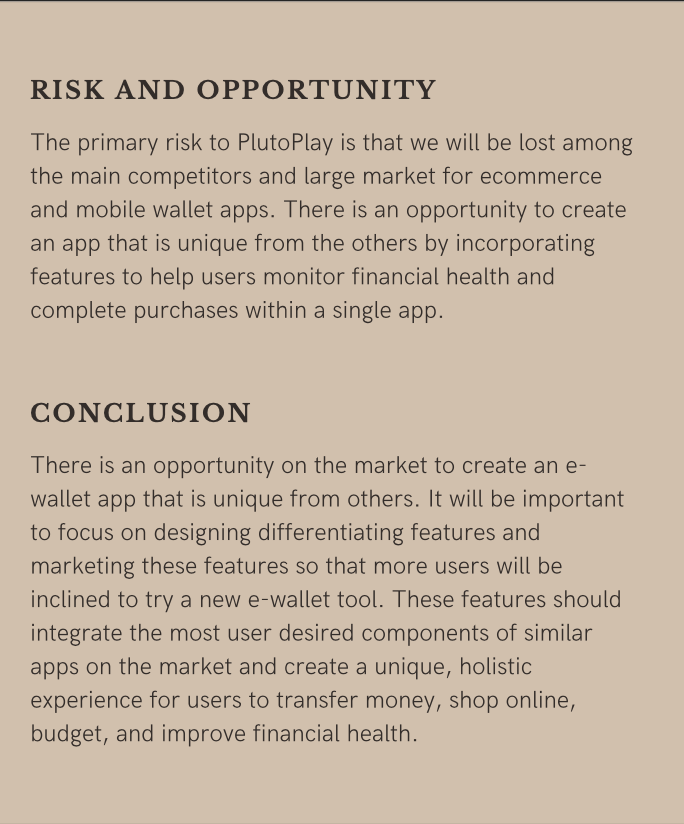 RISK AND OPPORTUNITY
The primary risk to PlutoPlay is that we will be lost among
the main competitors and large market for ecommerce
and mobile wallet apps. There is an opportunity to create
an app that is unique from the others by incorporating
features to help users monitor financial health and
complete purchases within a single app.
CONCLUSION
There is an opportunity on the market to create an e-
wallet app that is unique from others. It will be important
to focus on designing differentiating features and
marketing these features so that more users will be
inclined to try a new e-wallet tool. These features should
integrate the most user desired components of similar
apps on the market and create a unique, holistic
experience for users to transfer money, shop online,
budget, and improve financial health.